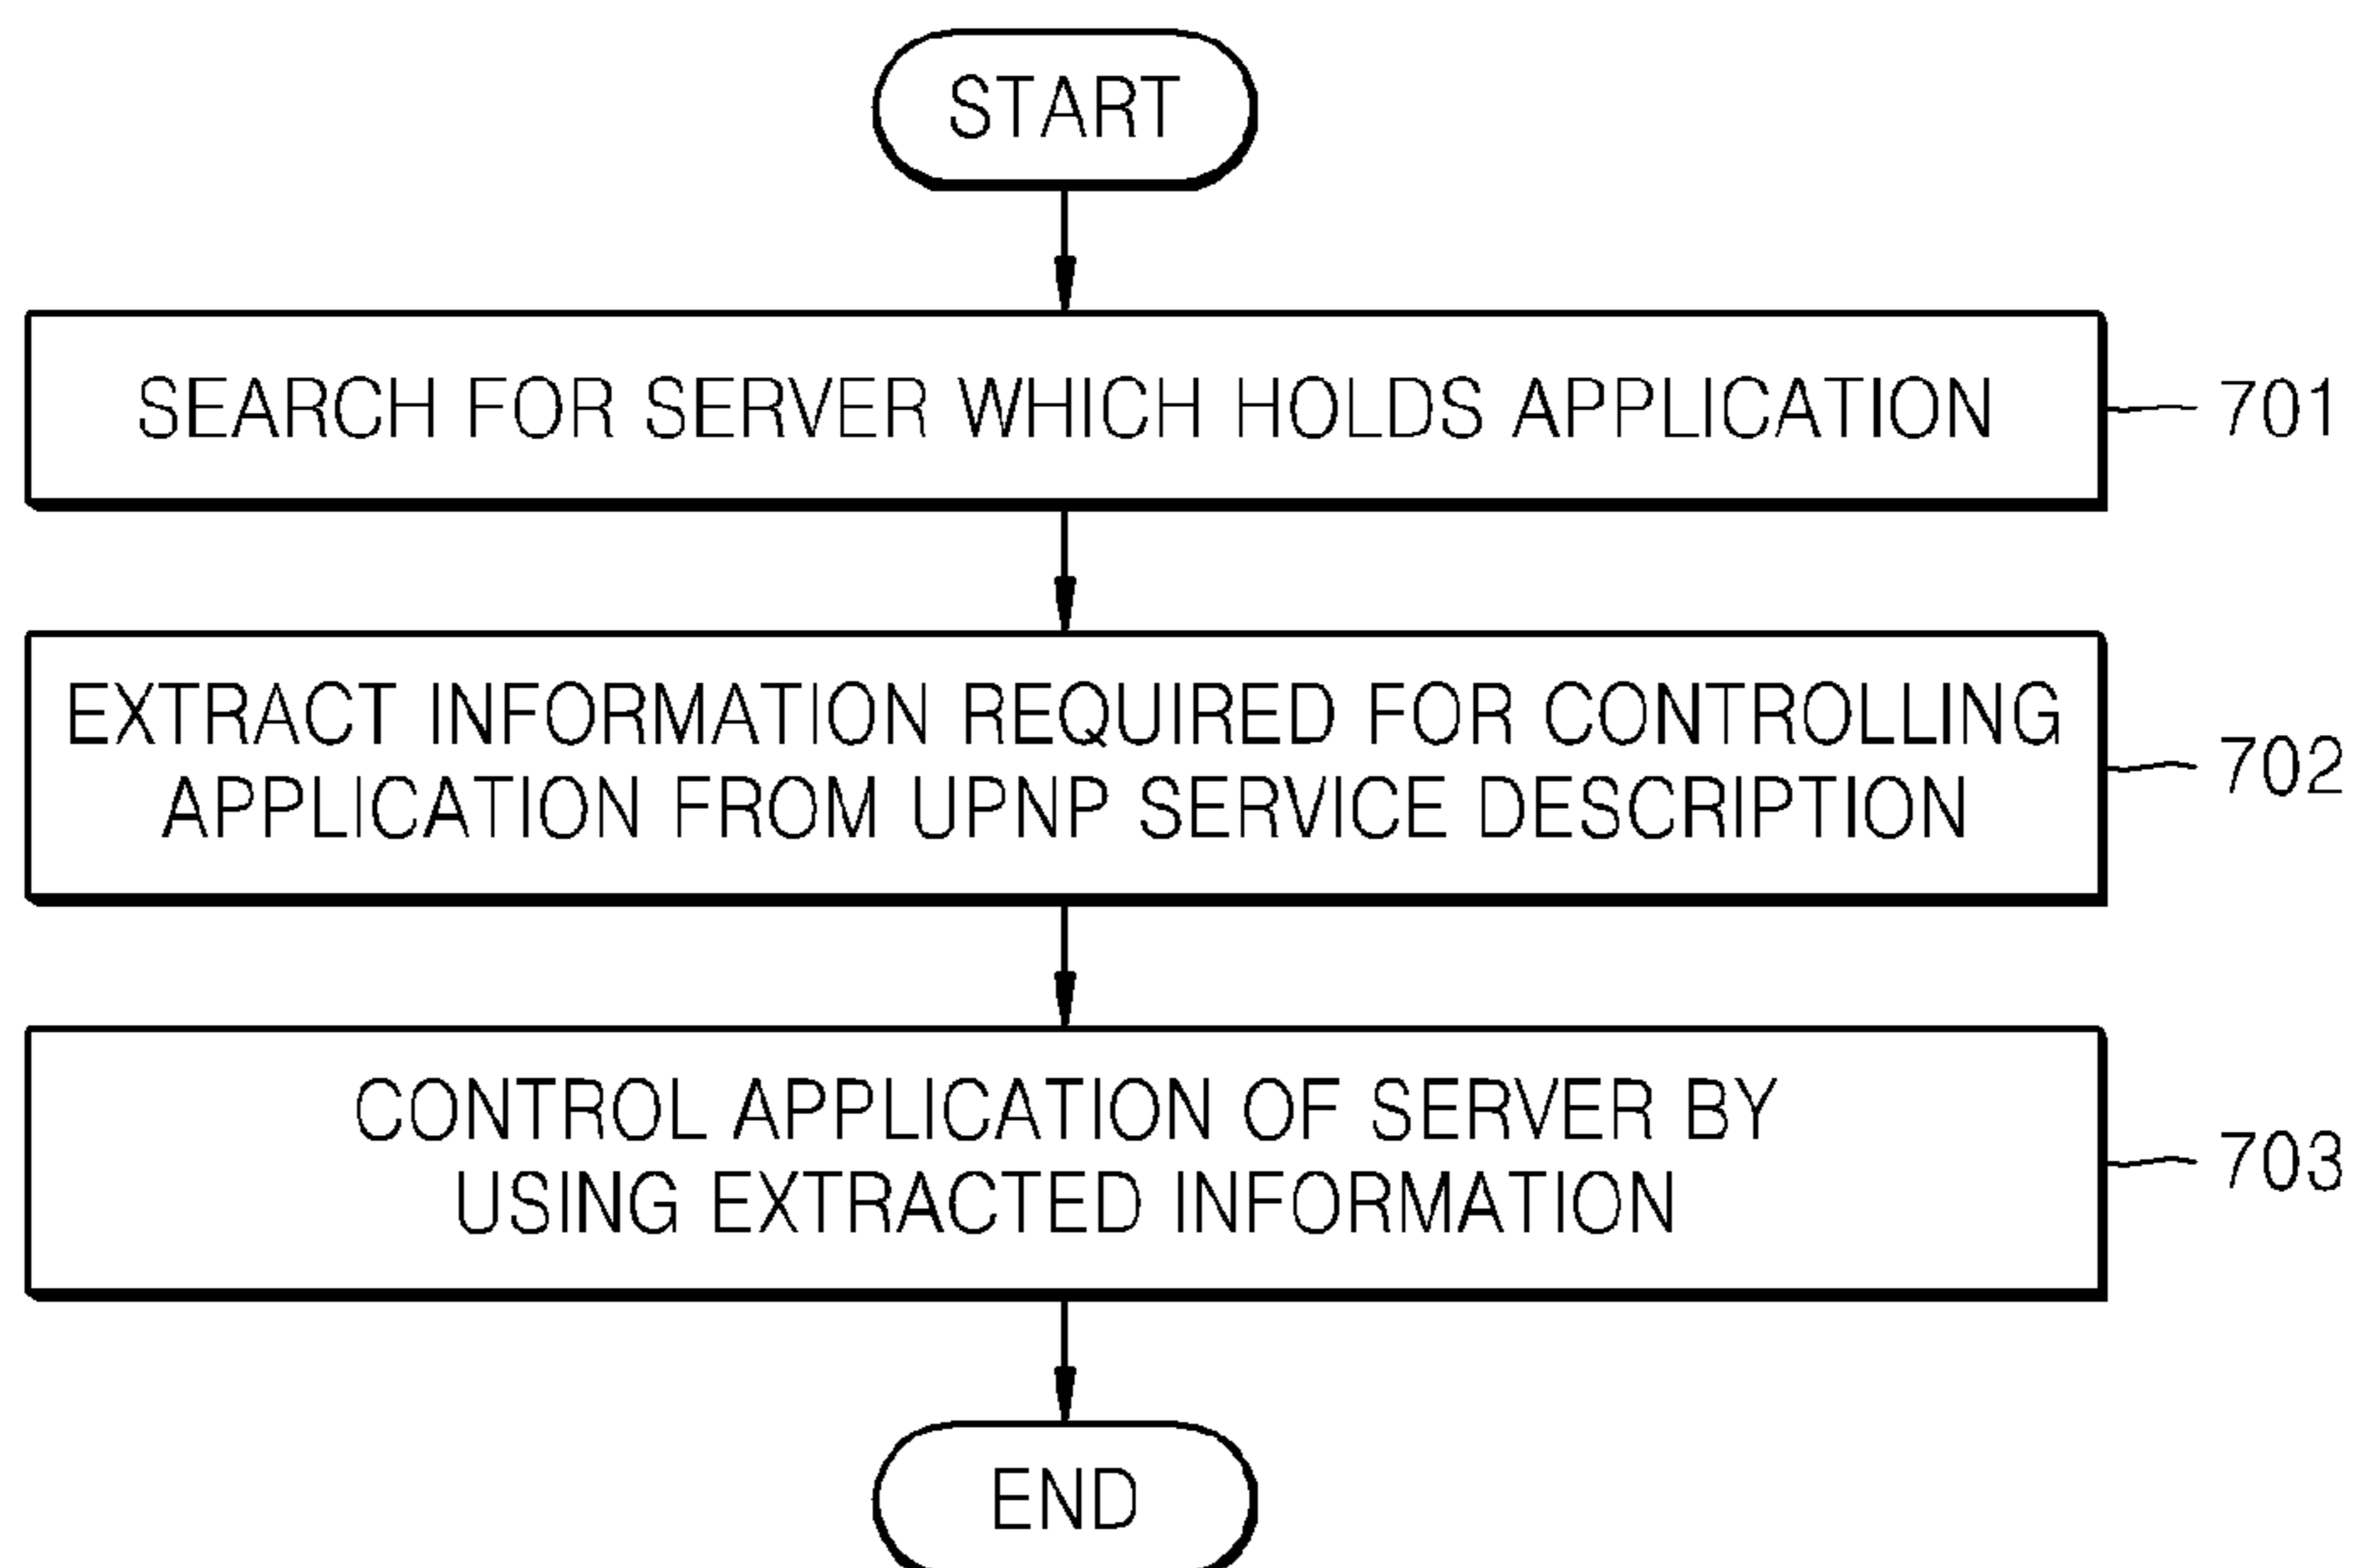 START
SEARCH FOR SERVER WHICH HOLDS APPLICATION
701
EXTRACT INFORMATION REQUIRED FOR CONTROLLING
APPLICATION FROM UPNP SERVICE DESCRIPTION
702
CONTROL APPLICATION OF SERVER BY
USING EXTRACTED INFORMATION
703
END